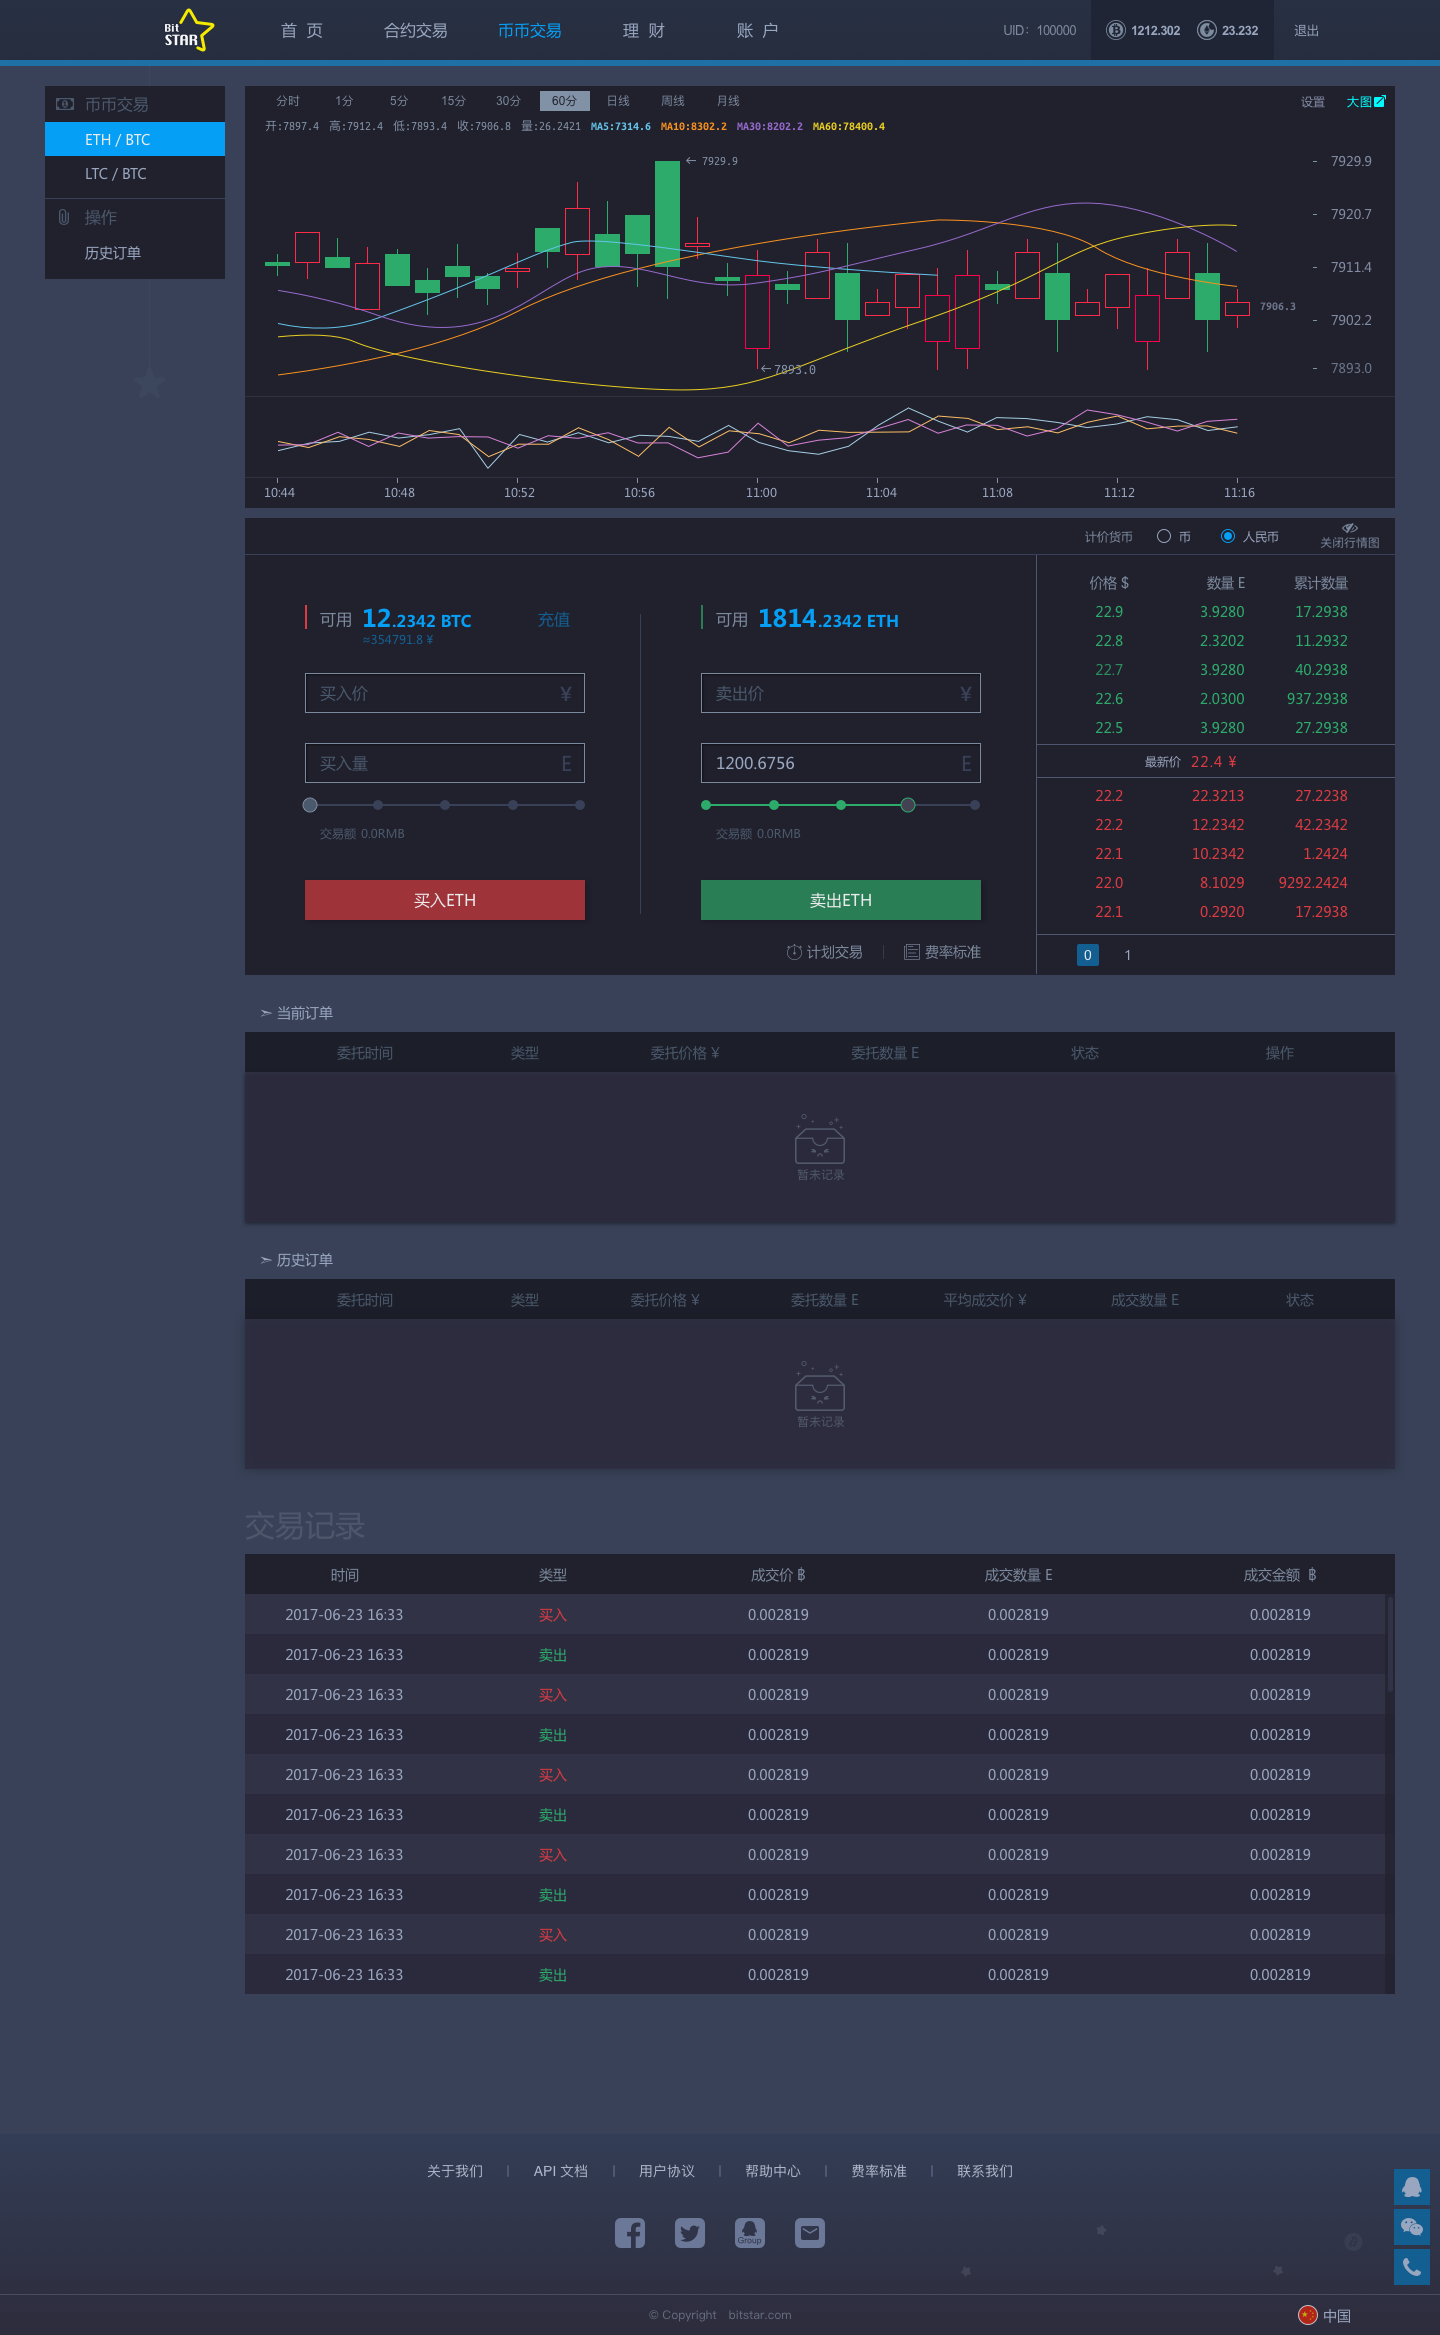 Bit
STAR
首 页 合约交易 币币交易 理 财 账 户 UID: 100000 1212.302 23.232 退出
币币交易
ETH / BTC
LTC / BTC
操作
历史订单
分时 1分 5分 15分 30分 60分 日线 周线 月线 设置 大图
开:7897.4 高:7912.4 低:7893.4 收:7906.8 量:26.2421 MA5:7314.6 MA10:8302.2 MA30:8202.2 MA60:78400.4
7929.9
7929.9
7920.7
7911.4
7906.3
7902.2
7893.0
7893.0
10:44 10:48 10:52 10:56 11:00 11:04 11:08 11:12 11:16
计价货币 币 人民币 关闭行情图
可用 12.2342 BTC 充值
≈354791.8 ¥
买入价 ¥
买入量 E
交易额 0.0RMB
买入ETH
可用 1814.2342 ETH
卖出价 ¥
1200.6756 E
交易额 0.0RMB
卖出ETH
计划交易 费率标准
价格 $ 数量 E 累计数量
22.9 3.9280 17.2938
22.8 2.3202 11.2932
22.7 3.9280 40.2938
22.6 2.0300 937.2938
22.5 3.9280 27.2938
最新价 22.4 ¥
22.2 22.3213 27.2238
22.2 12.2342 42.2342
22.1 10.2342 1.2424
22.0 8.1029 9292.2424
22.1 0.2920 17.2938
0 1
当前订单
委托时间 类型 委托价格 ¥ 委托数量 E 状态 操作
暂未记录
历史订单
委托时间 类型 委托价格 ¥ 委托数量 E 平均成交价 ¥ 成交数量 E 状态
暂未记录
交易记录
时间 类型 成交价 ฿ 成交数量 E 成交金额 ฿
2017-06-23 16:33 买入 0.002819 0.002819 0.002819
2017-06-23 16:33 卖出 0.002819 0.002819 0.002819
2017-06-23 16:33 买入 0.002819 0.002819 0.002819
2017-06-23 16:33 卖出 0.002819 0.002819 0.002819
2017-06-23 16:33 买入 0.002819 0.002819 0.002819
2017-06-23 16:33 卖出 0.002819 0.002819 0.002819
2017-06-23 16:33 买入 0.002819 0.002819 0.002819
2017-06-23 16:33 卖出 0.002819 0.002819 0.002819
2017-06-23 16:33 买入 0.002819 0.002819 0.002819
2017-06-23 16:33 卖出 0.002819 0.002819 0.002819
关于我们 | API 文档 | 用户协议 | 帮助中心 | 费率标准 | 联系我们
Group
© Copyright bitstar.com
中国